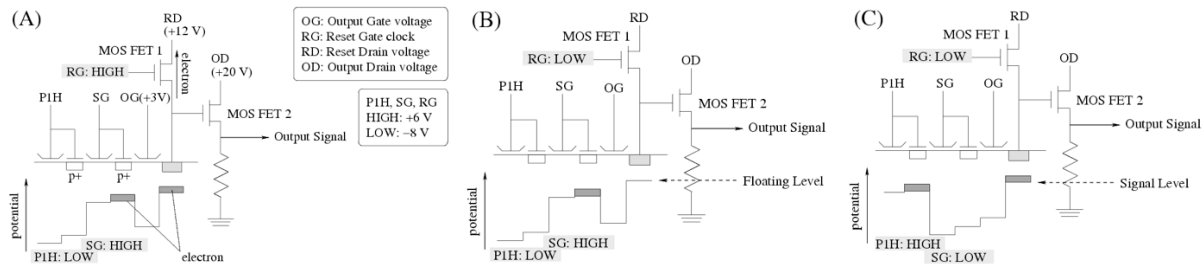 (A)
RD
(+12 V)
MOS FET 1
electron
RG: HIGH
OD
(+20 V)
P1H
SG
OG(+3V)
MOS FET 2
Output Signal
p+
p+
potential
SG: HIGH
P1H: LOW
electron
OG: Output Gate voltage
RG: Reset Gate clock
RD: Reset Drain voltage
OD: Output Drain voltage
P1H, SG, RG
HIGH: +6 V
LOW: −8 V
(B)
RD
MOS FET 1
RG: LOW
OD
P1H
SG
OG
MOS FET 2
Output Signal
potential
Floating Level
SG: HIGH
P1H: LOW
(C)
RD
MOS FET 1
RG: LOW
OD
P1H
SG
OG
MOS FET 2
Output Signal
potential
Signal Level
P1H: HIGH
SG: LOW